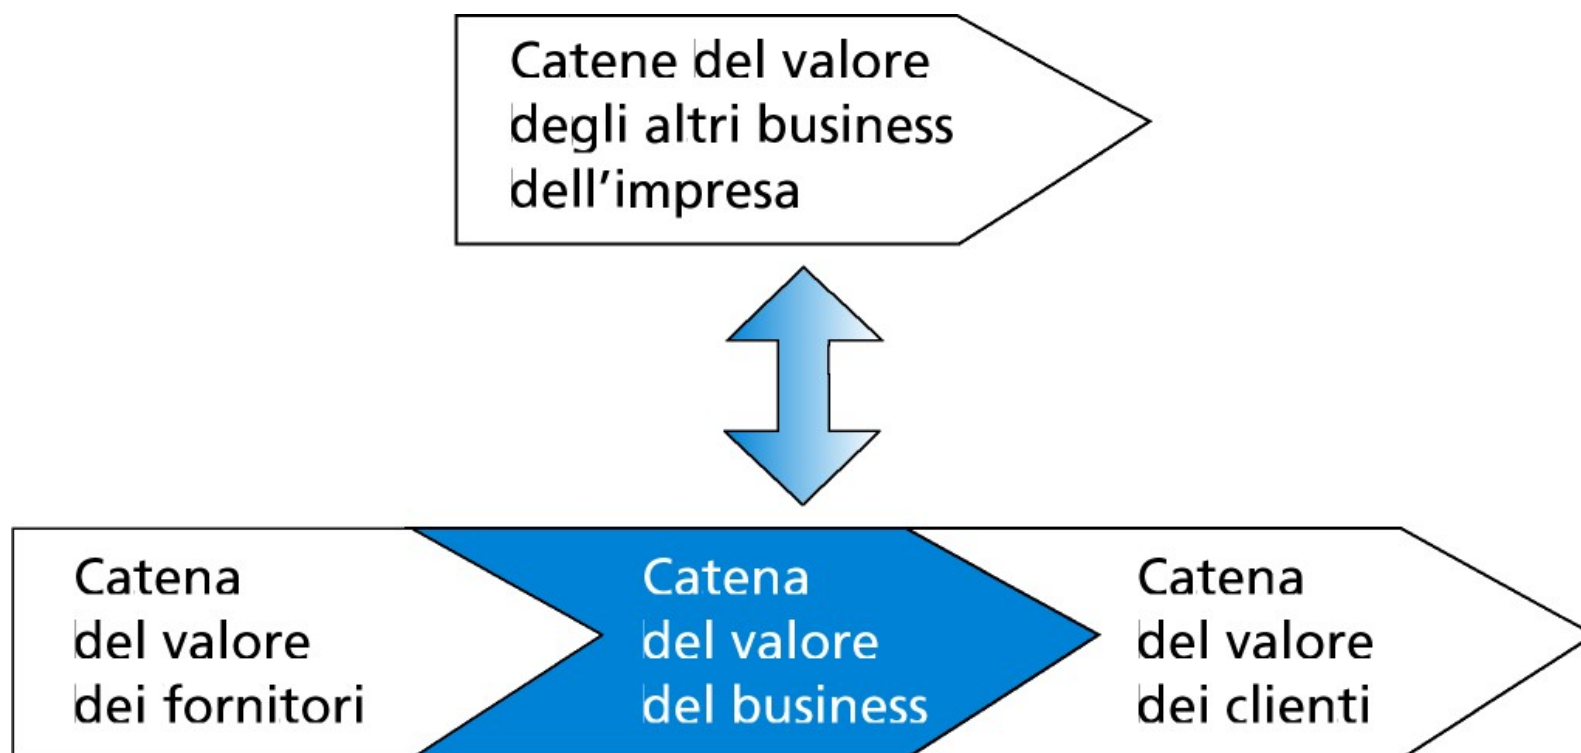 Catene del valore
degli altri business
dell’impresa
Catena
del valore
dei fornitori
Catena
del valore
del business
Catena
del valore
dei clienti